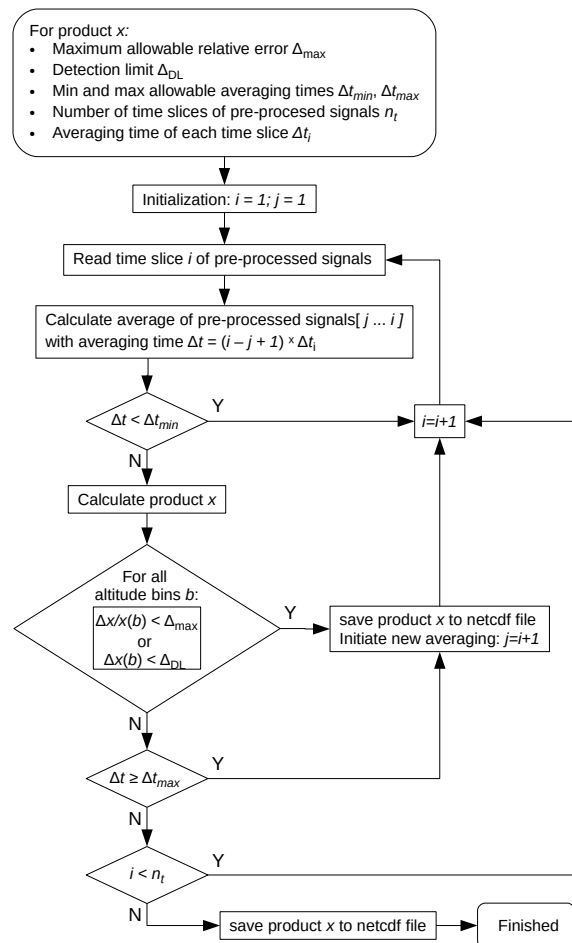 For product x:
• Maximum allowable relative error Δmax
• Detection limit ΔDL
• Min and max allowable averaging times Δtmin, Δtmax
• Number of time slices of pre-procesed signals nt
• Averaging time of each time slice Δti
Initialization: i = 1; j = 1
Read time slice i of pre-processed signals
Calculate average of pre-processed signals[ j ... i ]
with averaging time Δt = (i – j + 1) x Δti
Δt < Δtmin
Y
i=i+1
N
Calculate product x
For all
altitude bins b:
Δx/x(b) < Δmax
or
Δx(b) < ΔDL
Y
save product x to netcdf file
Initiate new averaging: j=i+1
N
Δt ≥ Δtmax
Y
N
i < nt
Y
N
save product x to netcdf file
Finished